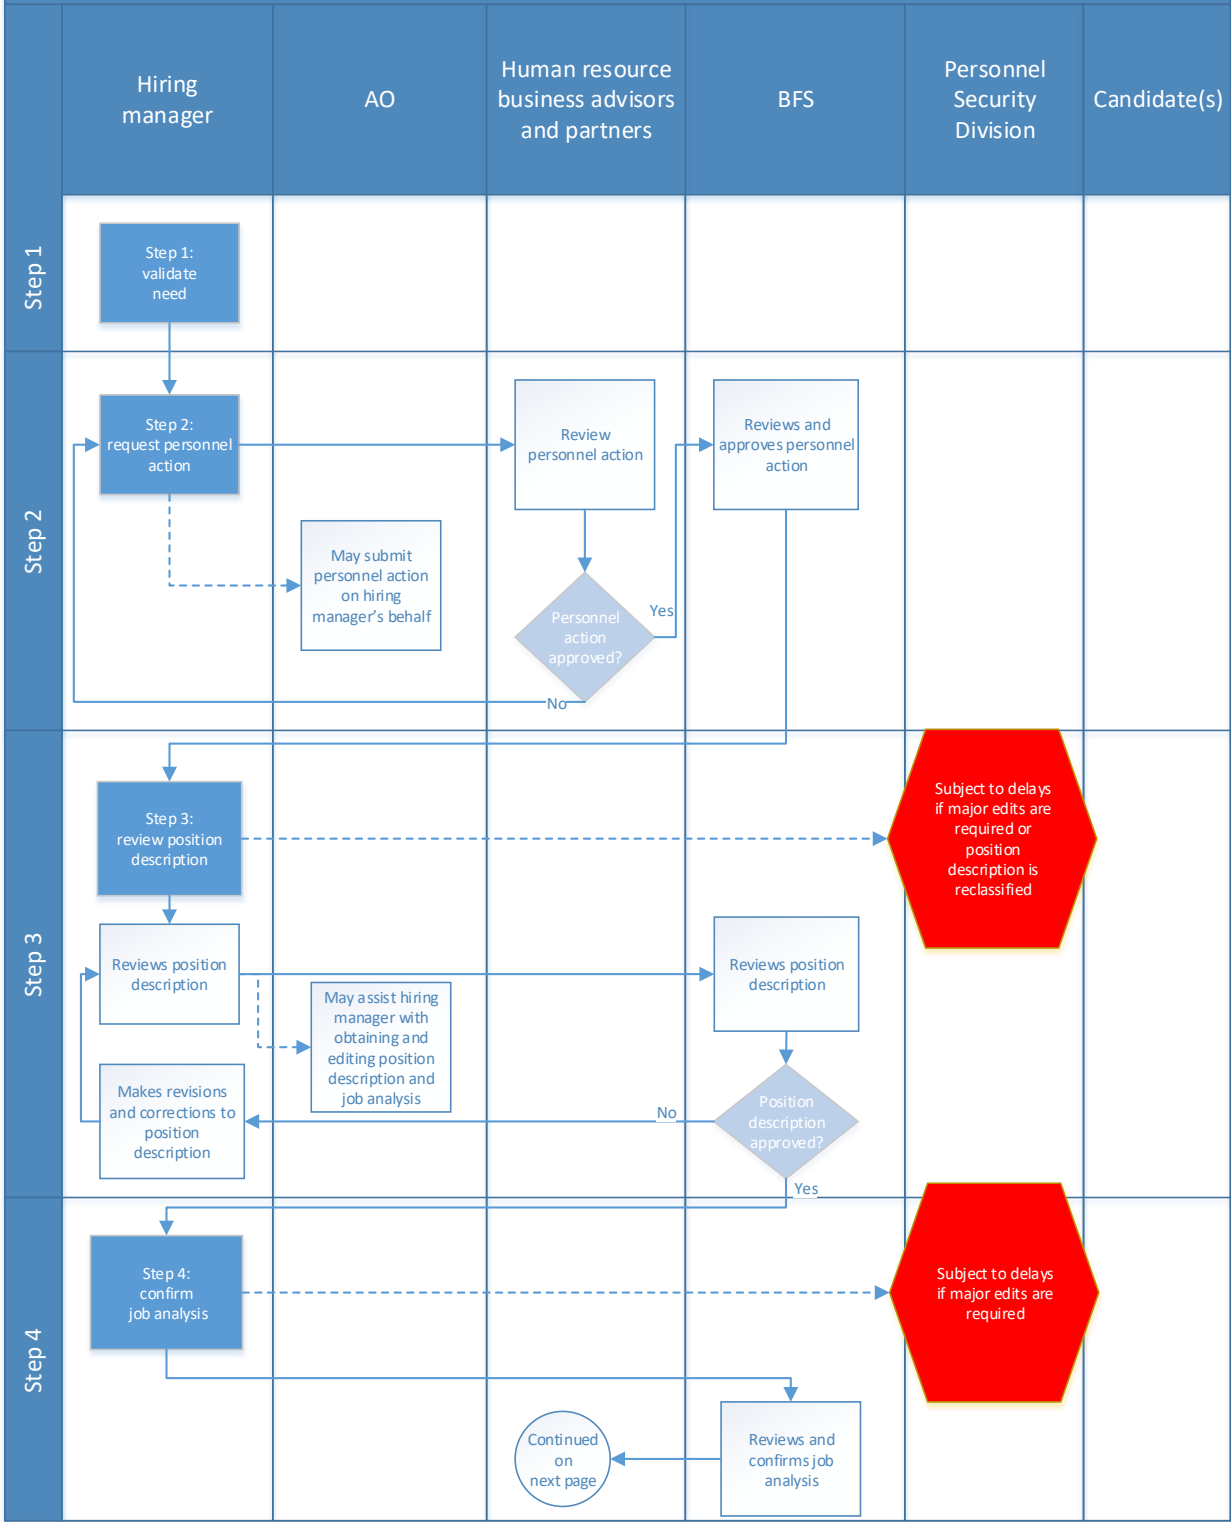 Hiring
manager
AO
Human resource
business advisors
and partners
BFS
Personnel
Security
Division
Candidate(s)
Step 1
Step 1:
validate
need
Step 2
Step 2:
request personnel
action
Review
personnel action
Reviews and
approves personnel
action
May submit
personnel action
on hiring
manager's behalf
Personnel
action
approved?
Yes
No
Step 3
Step 3:
review position
description
Subject to delays
if major edits are
required or
position
description is
reclassified
Reviews position
description
Reviews position
description
May assist hiring
manager with
obtaining and
editing position
description and
job analysis
Makes revisions
and corrections to
position
description
No
Position
description
approved?
Yes
Step 4
Step 4:
confirm
job analysis
Subject to delays
if major edits are
required
Continued
on
next page
Reviews and
confirms job
analysis